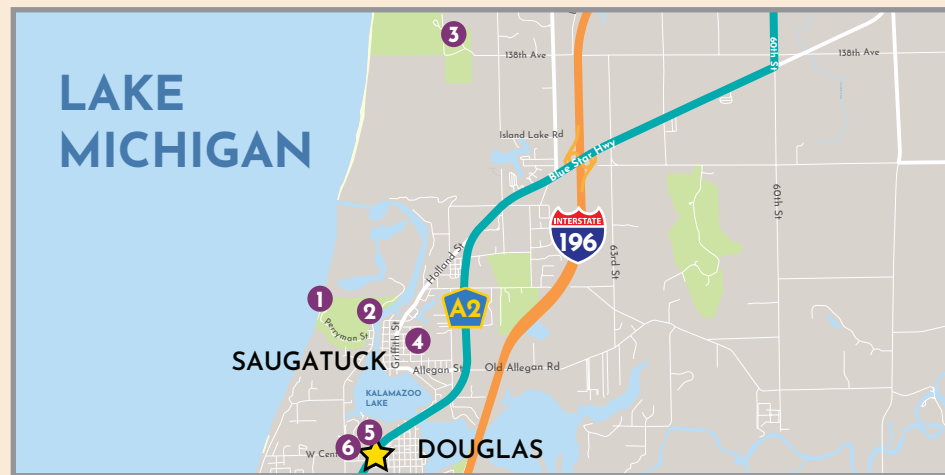 LAKE
MICHIGAN
3
138th Ave
60th St
138th Ave
Island Lake Rd
Blue Star Hwy
60th St
INTERSTATE
196
63rd St
Holland St
1
2
A2
Perryman St
Griffith St
4
SAUGATUCK
Allegan St
Old Allegan Rd
KALAMAZOO
LAKE
5
6
W Cent
DOUGLAS